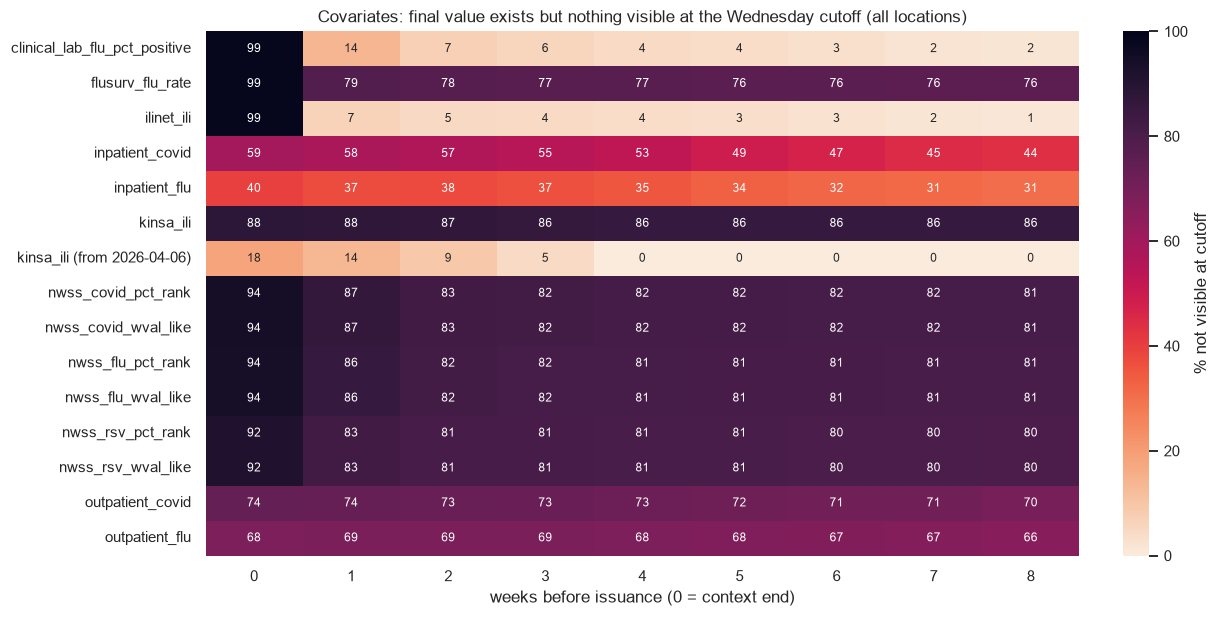 Covariates: final value exists but nothing visible at the Wednesday cutoff (all locations)
clinical_lab_flu_pct_positive 99 14 7 6 4 4 3 2 2
flusurv_flu_rate 99 79 78 77 77 76 76 76 76
ilinet_ili 99 7 5 4 4 3 3 2 1
inpatient_covid 59 58 57 55 53 49 47 45 44
inpatient_flu 40 37 38 37 35 34 32 31 31
kinsa_ili 88 88 87 86 86 86 86 86 86
kinsa_ili (from 2026-04-06) 18 14 9 5 0 0 0 0 0
nwss_covid_pct_rank 94 87 83 82 82 82 82 82 81
nwss_covid_wval_like 94 87 83 82 82 82 82 82 81
nwss_flu_pct_rank 94 86 82 82 81 81 81 81 81
nwss_flu_wval_like 94 86 82 82 81 81 81 81 81
nwss_rsv_pct_rank 92 83 81 81 81 81 80 80 80
nwss_rsv_wval_like 92 83 81 81 81 81 80 80 80
outpatient_covid 74 74 73 73 73 72 71 71 70
outpatient_flu 68 69 69 69 68 68 67 67 66
0 1 2 3 4 5 6 7 8
weeks before issuance (0 = context end)
100
80
60
40
20
0
% not visible at cutoff